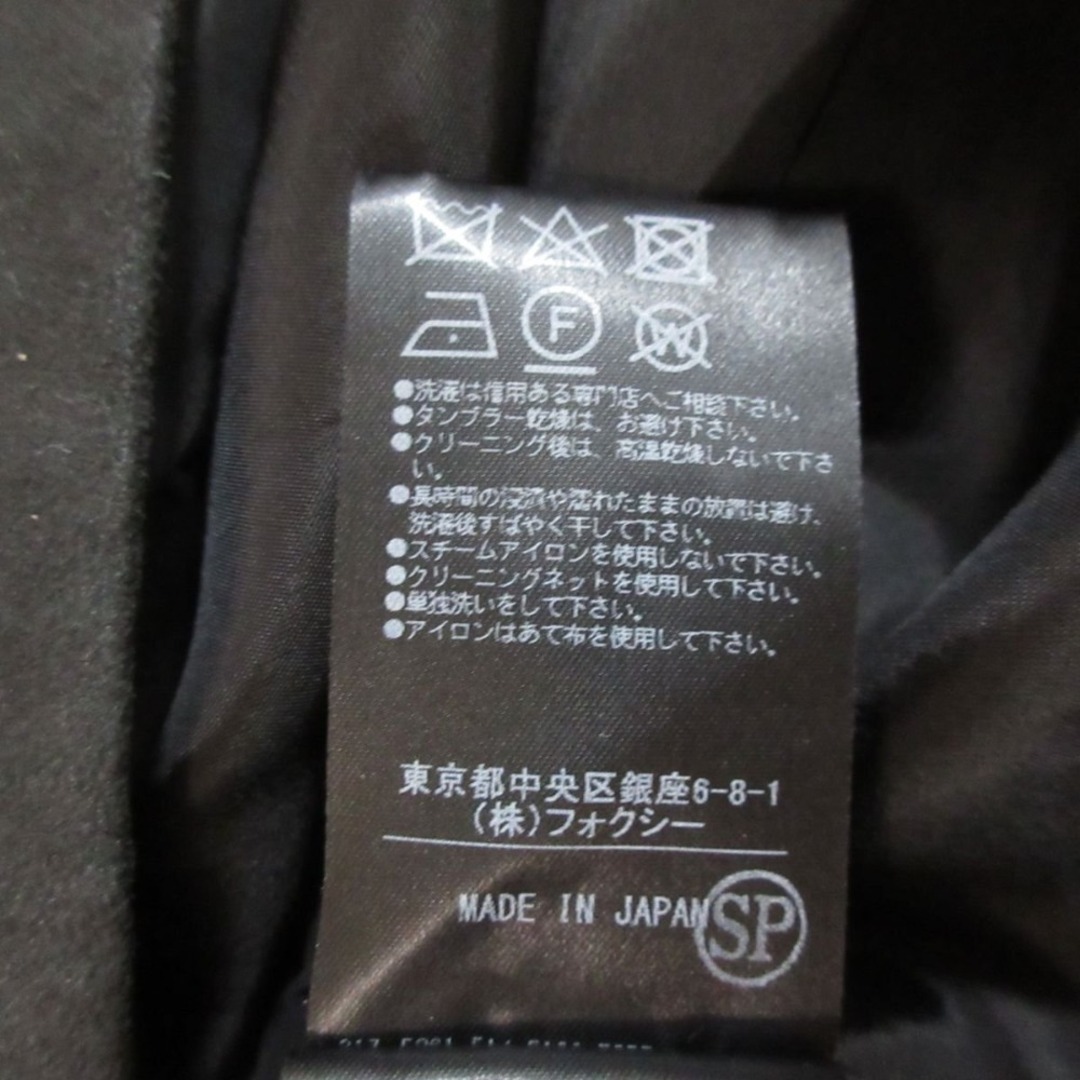 F
W
●洗濯は信用ある専門店へご相談下さい。
●タンブラー乾燥は、お避け下さい。
●クリーニング後は、高温乾燥しないで下さ
い。
●長時間の浸漬や濡れたままの放置は避け、
洗濯後すばやく干して下さい。
●スチームアイロンを使用しないで下さい。
●クリーニングネットを使用して下さい。
●単独洗いをして下さい。
●アイロンはあて布を使用して下さい。
東京都中央区銀座6-8-1
(株)フォクシー
MADE IN JAPAN SP